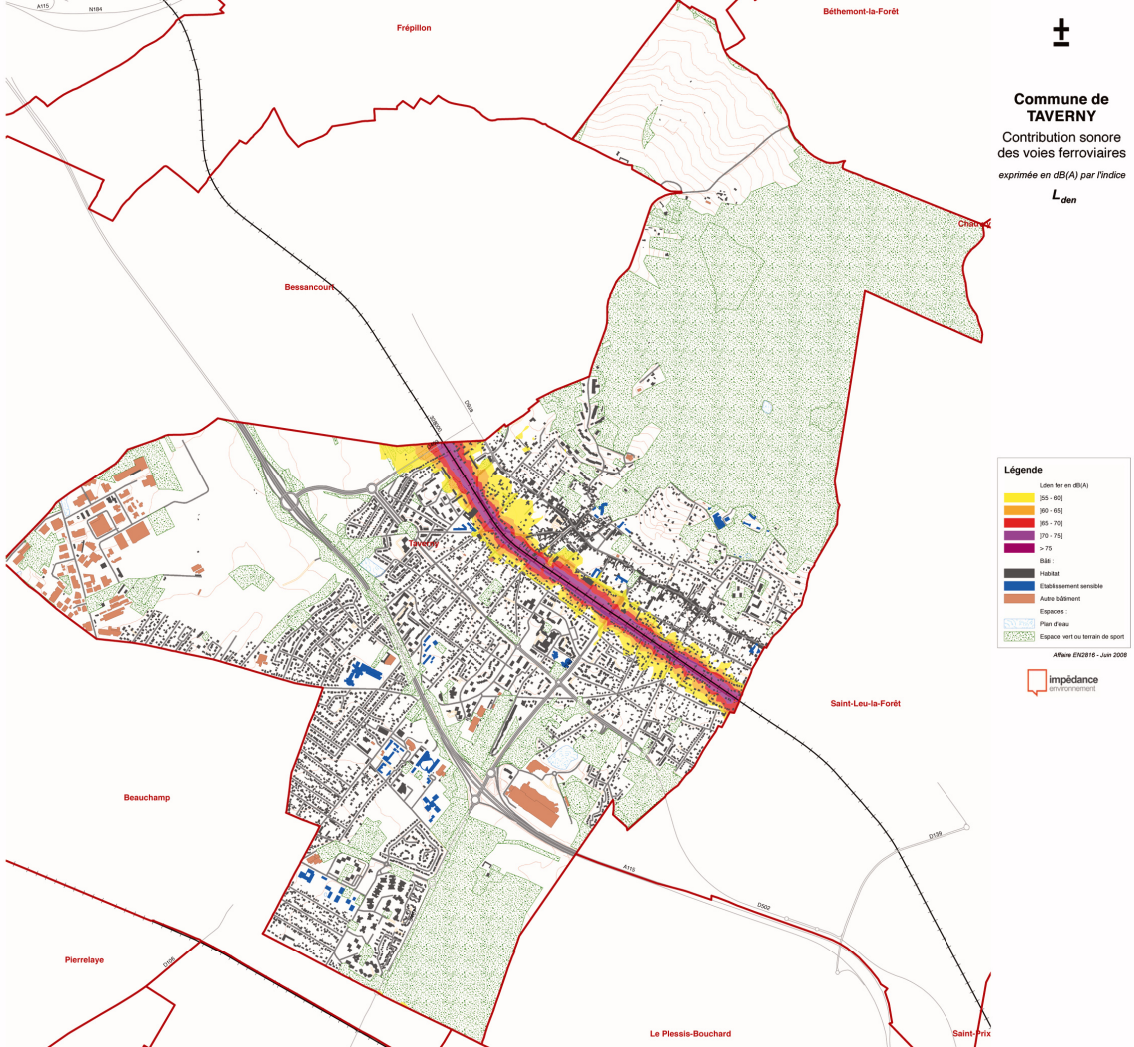 A115
N184
Frépillon
Béthemont-la-Forêt
Bessancourt
D928
Taverny
Saint-Leu-la-Forêt
Beauchamp
Pierrelaye
D106
A115
D502
D139
Le Plessis-Bouchard
Saint-Prix
±
Commune de
TAVERNY
Contribution sonore
des voies ferroviaires
exprimée en dB(A) par l'indice
Lden
Légende
Lden fer en dB(A)
]55 - 60]
]60 - 65]
]65 - 70]
]70 - 75]
> 75
Bâti :
Habitat
Etablissement sensible
Autre bâtiment
Espaces :
Plan d'eau
Espace vert ou terrain de sport
Affaire EN2816 - Juin 2008
impédance
environnement